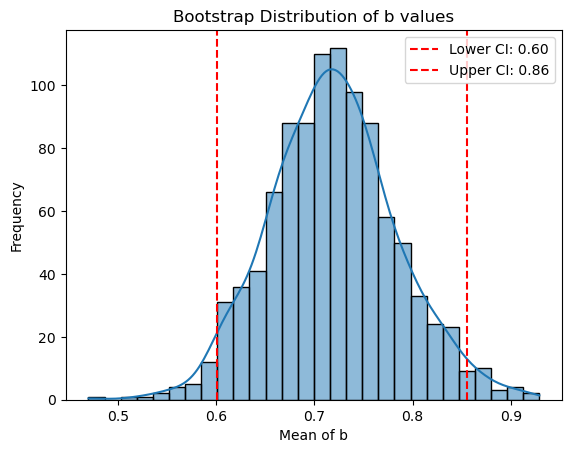 Bootstrap Distribution of b values
Lower CI: 0.60
Upper CI: 0.86
Frequency
100
80
60
40
20
0
0.5 0.6 0.7 0.8 0.9
Mean of b